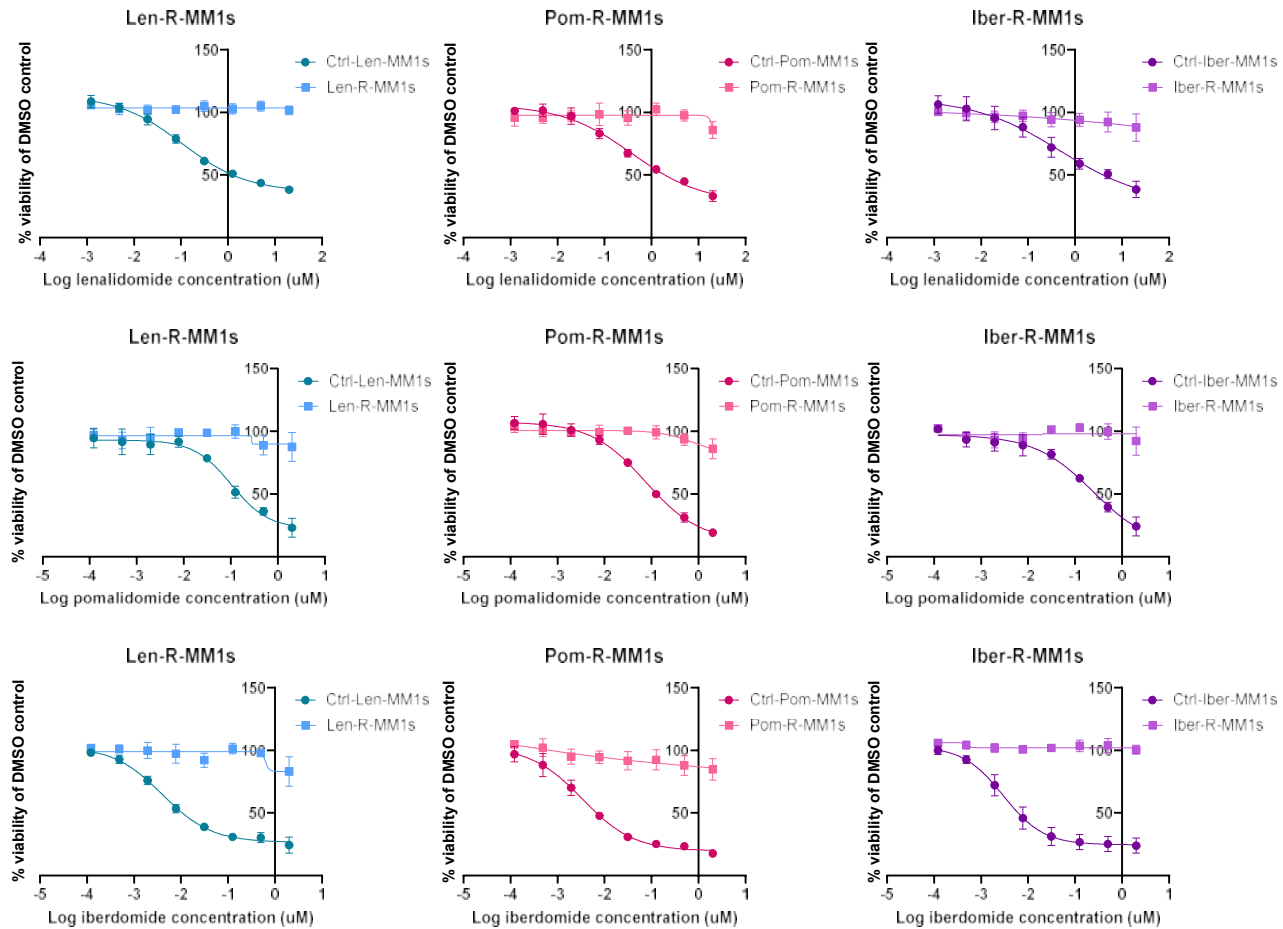 Len-R-MM1s
Pom-R-MM1s
Iber-R-MM1s
% viability of DMSO control
150
100
50
-4 -3 -2 -1 0 1 2
Log lenalidomide concentration (uM)
Ctrl-Len-MM1s
Len-R-MM1s
% viability of DMSO control
150
100
50
-4 -3 -2 -1 0 1 2
Log lenalidomide concentration (uM)
Ctrl-Pom-MM1s
Pom-R-MM1s
% viability of DMSO control
150
100
50
-4 -3 -2 -1 0 1 2
Log lenalidomide concentration (uM)
Ctrl-Iber-MM1s
Iber-R-MM1s
Len-R-MM1s
Pom-R-MM1s
Iber-R-MM1s
% viability of DMSO control
150
100
50
-5 -4 -3 -2 -1 0 1
Log pomalidomide concentration (uM)
Ctrl-Len-MM1s
Len-R-MM1s
% viability of DMSO control
150
100
50
-5 -4 -3 -2 -1 0 1
Log pomalidomide concentration (uM)
Ctrl-Pom-MM1s
Pom-R-MM1s
% viability of DMSO control
150
100
50
-5 -4 -3 -2 -1 0 1
Log pomalidomide concentration (uM)
Ctrl-Iber-MM1s
Iber-R-MM1s
Len-R-MM1s
Pom-R-MM1s
Iber-R-MM1s
% viability of DMSO control
150
100
50
-5 -4 -3 -2 -1 0 1
Log iberdomide concentration (uM)
Ctrl-Len-MM1s
Len-R-MM1s
% viability of DMSO control
150
100
50
-5 -4 -3 -2 -1 0 1
Log iberdomide concentration (uM)
Ctrl-Pom-MM1s
Pom-R-MM1s
% viability of DMSO control
150
100
50
-5 -4 -3 -2 -1 0 1
Log iberdomide concentration (uM)
Ctrl-Iber-MM1s
Iber-R-MM1s